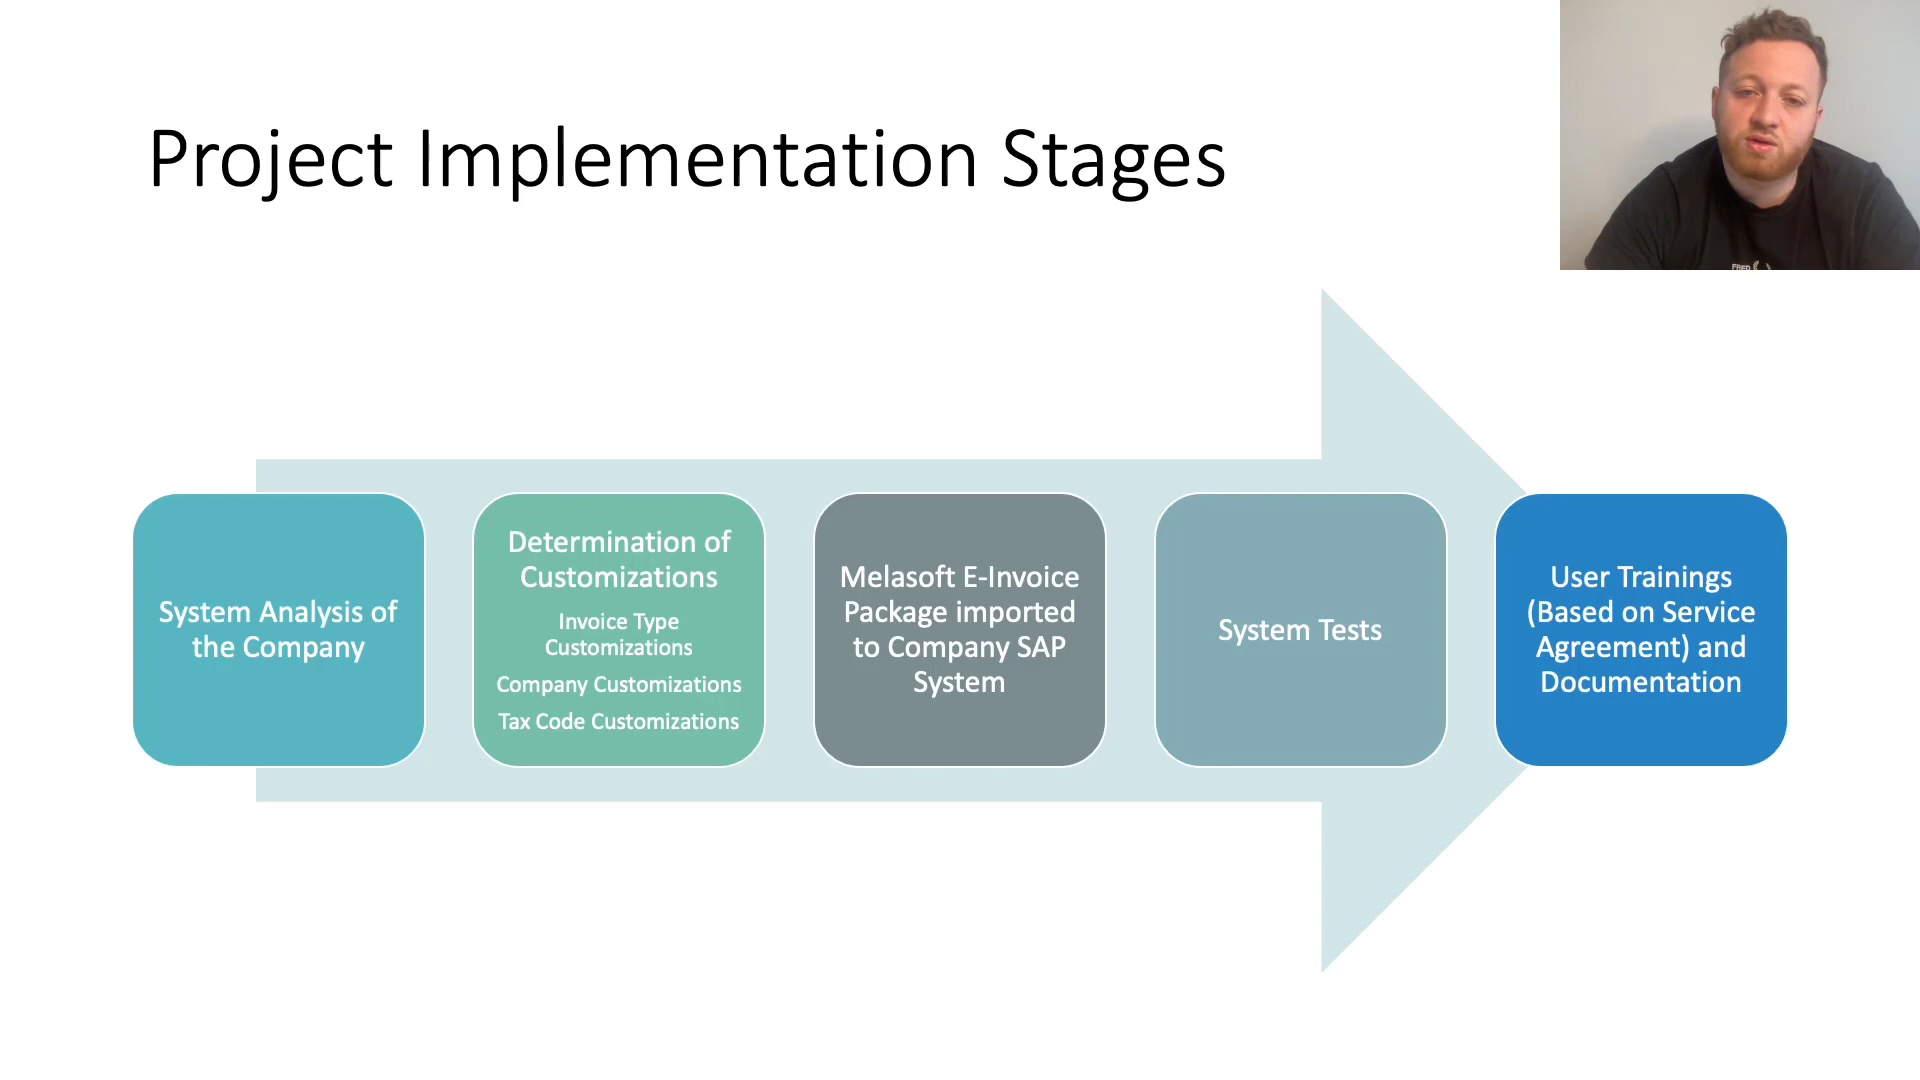 Project Implementation Stages
FRED
System Analysis of
the Company
Determination of
Customizations
Invoice Type
Customizations
Company Customizations
Tax Code Customizations
Melasoft E-Invoice
Package imported
to Company SAP
System
System Tests
User Trainings
(Based on Service
Agreement) and
Documentation